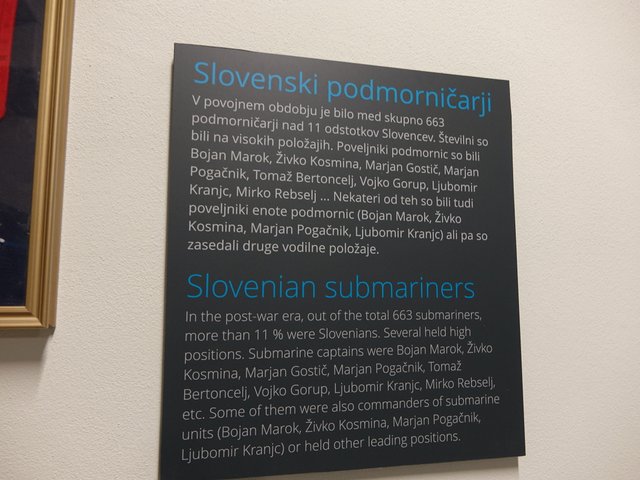 Slovenski podmorničarji
V povojnem obdobju je bilo med skupno 663
podmorničarji nad 11 odstotkov Slovencev. Številni so
bili na visokih položajih. Poveljniki podmornic so bili
Bojan Marok, Živko Kosmina, Marjan Gostič, Marjan
Pogačnik, Tomaž Bertoncelj, Vojko Gorup, Ljubomir
Kranjc, Mirko Rebselj ... Nekateri od teh so bili tudi
poveljniki enote podmornic (Bojan Marok, Živko
Kosmina, Marjan Pogačnik, Ljubomir Kranjc) ali pa so
zasedali druge vodilne položaje.
Slovenian submariners
In the post-war era, out of the total 663 submariners,
more than 11 % were Slovenians. Several held high
positions. Submarine captains were Bojan Marok, Živko
Kosmina, Marjan Gostič, Marjan Pogačnik, Tomaž
Bertoncelj, Vojko Gorup, Ljubomir Kranjc, Mirko Rebselj,
etc. Some of them were also commanders of submarine
units (Bojan Marok, Živko Kosmina, Marjan Pogačnik,
Ljubomir Kranjc) or held other leading positions.